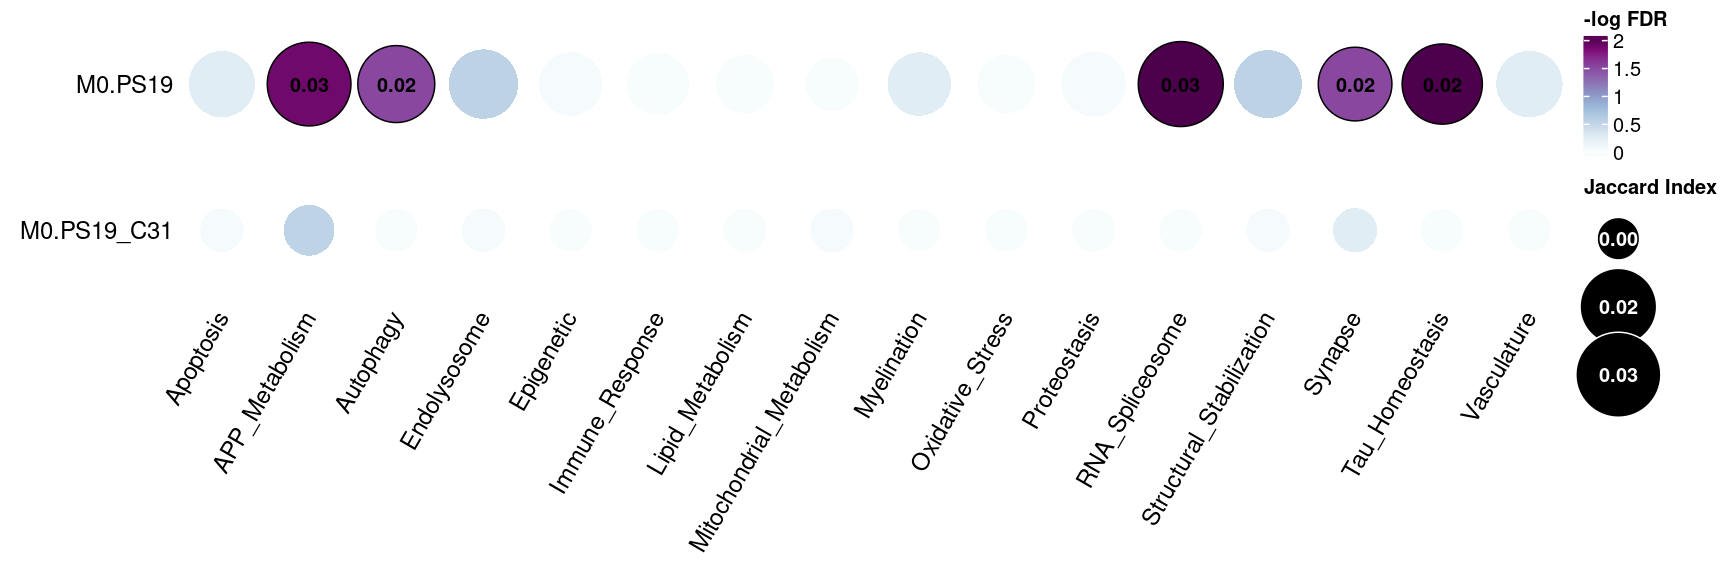 -log FDR
2
1.5
1
0.5
0
M0.PS19
0.03
0.02
0.03
0.02
0.02
Jaccard Index
M0.PS19_C31
0.00
0.02
0.03
Apoptosis
APP_Metabolism
Autophagy
Endolysosome
Epigenetic
Immune_Response
Lipid_Metabolism
Mitochondrial_Metabolism
Myelination
Oxidative_Stress
Proteostasis
RNA_Spliceosome
Structural_Stabilization
Synapse
Tau_Homeostasis
Vasculature